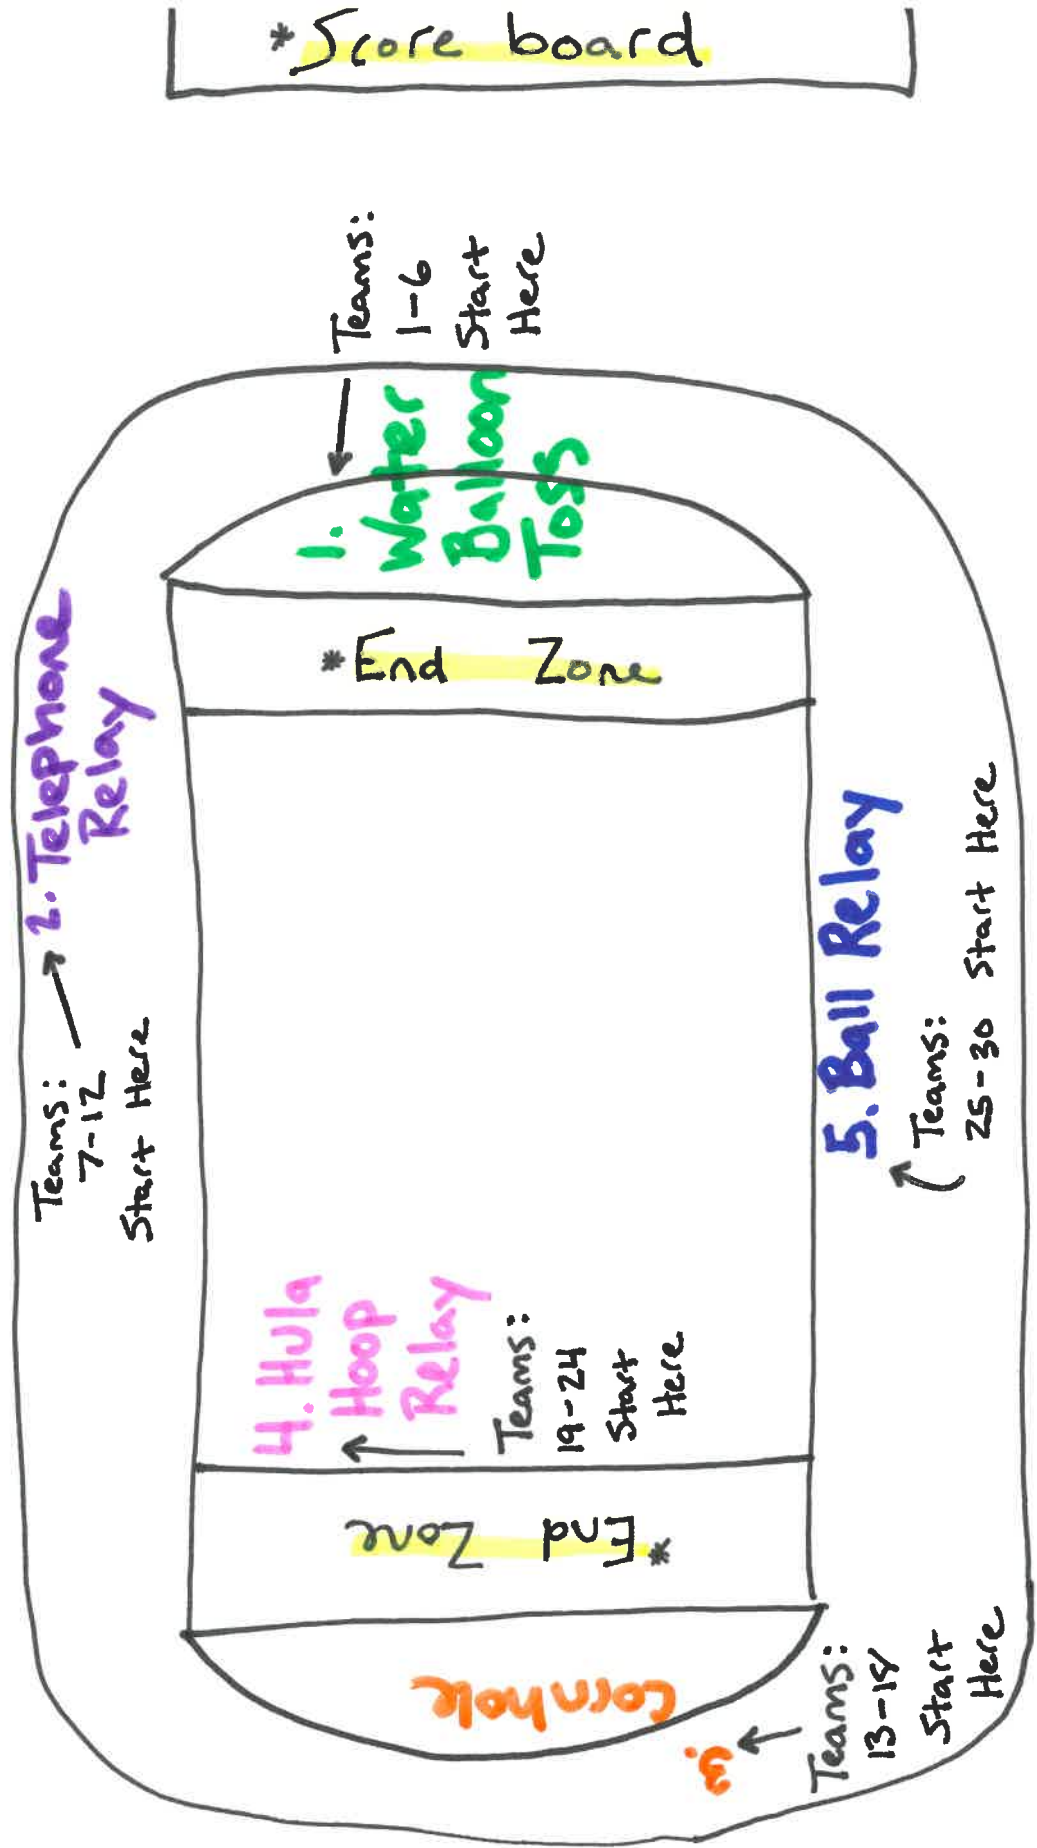 *Score board
Teams:
1-6
Start
Here
1.
Water
Balloon
Toss
*End Zone
2. Telephone
Relay
Teams:
7-12
Start Here
5. Ball Relay
Teams:
25-30 Start Here
4. Hula
Hoop
Relay
Teams:
19-24
Start
Here
*End Zone
3. Cornhole
Teams:
13-18
Start
Here